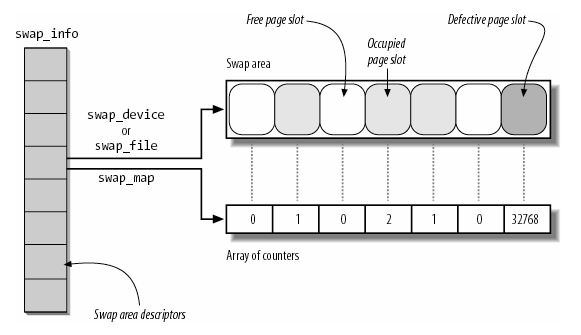 swap_info
Free page slot
Defective page slot
Occupied
page slot
Swap area
swap_device
or
swap_file
swap_map
0 1 0 2 1 0 32768
Array of counters
Swap area descriptors